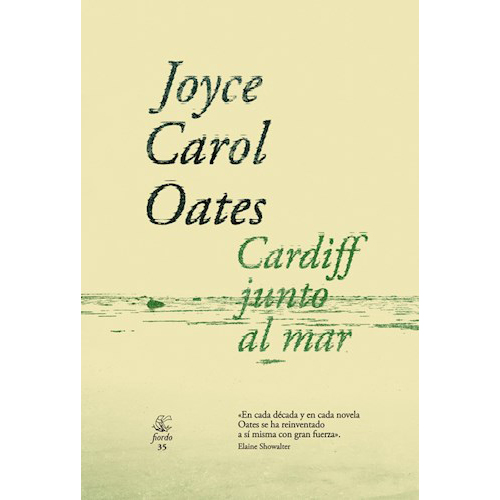 Joyce
Carol
Oates
Cardiff
junto
al mar
«En cada década y en cada novela
Oates se ha reinventado
a sí misma con gran fuerza».
Elaine Showalter
fiordo
35